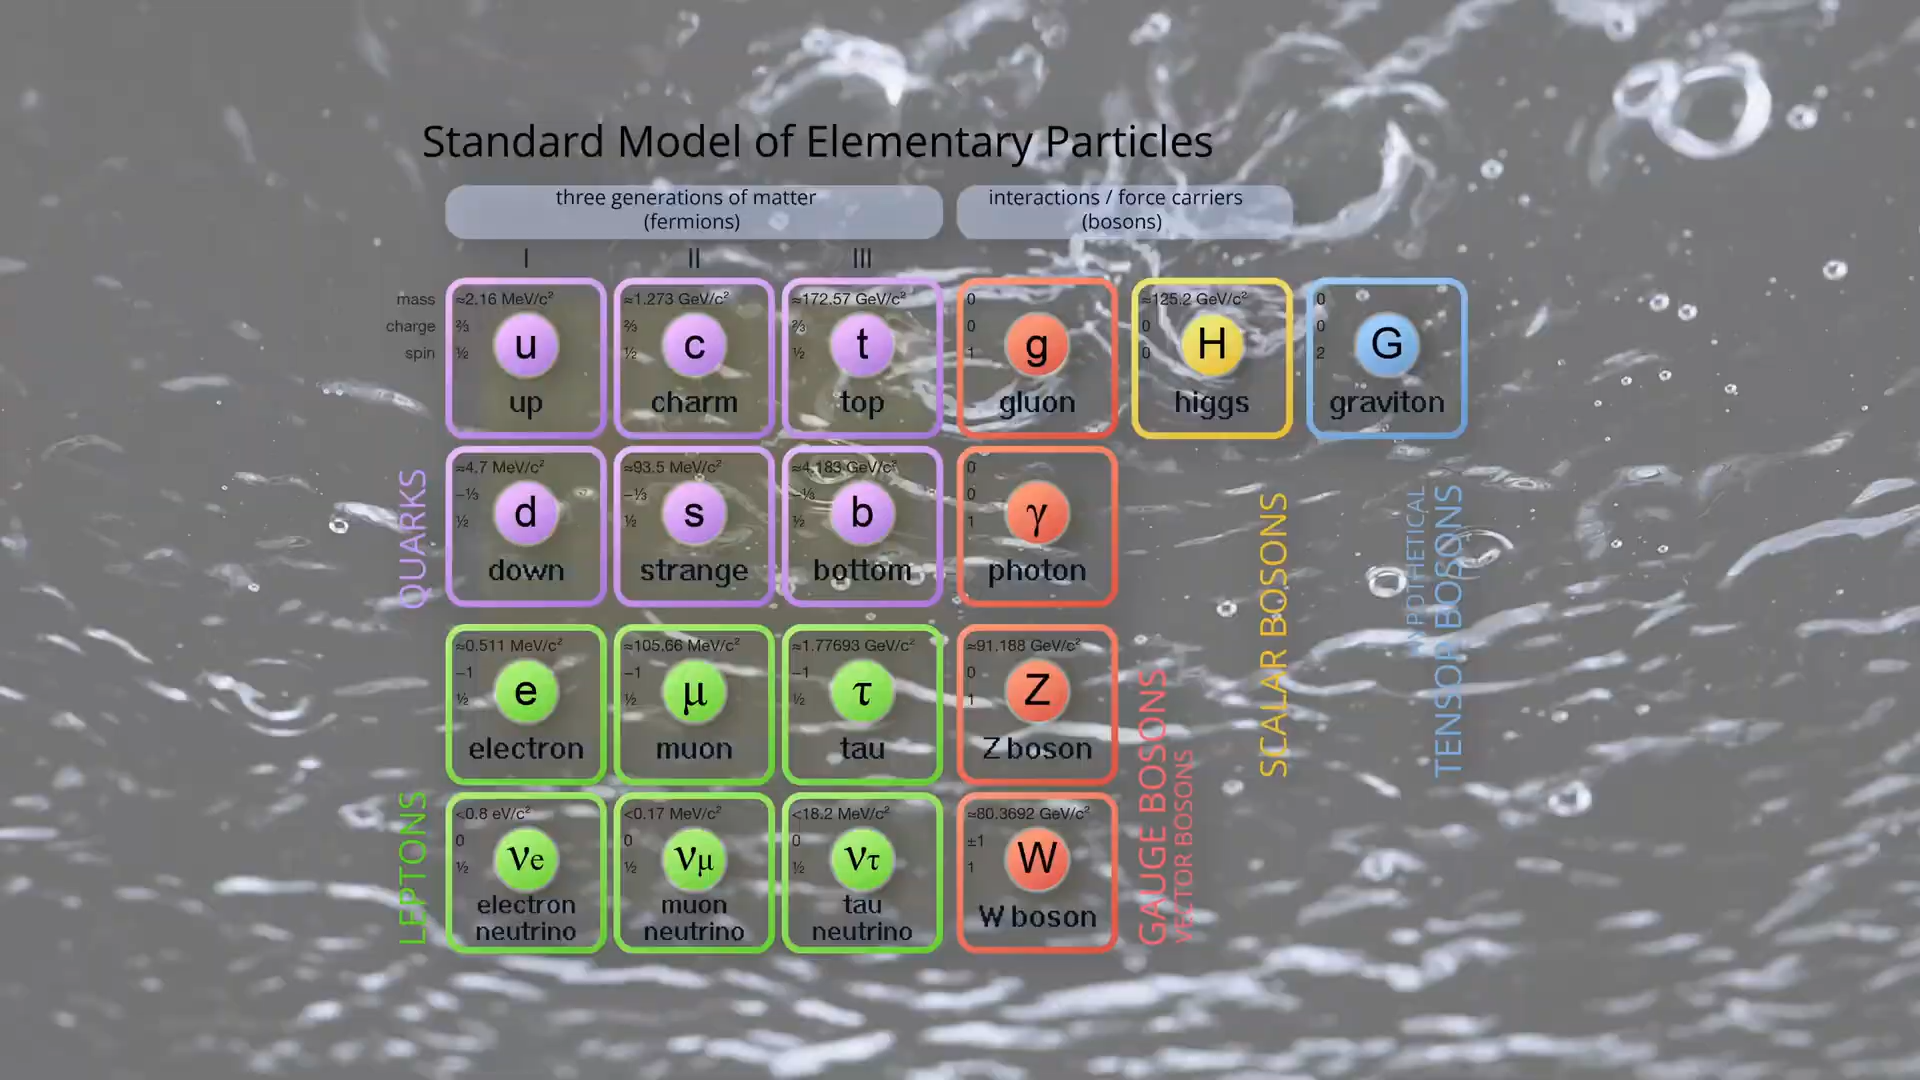 Standard Model of Elementary Particles
three generations of matter
(fermions)
interactions / force carriers
(bosons)
I
II
III
mass
charge
spin
≈2.16 MeV/c²
⅔
½
u
up
≈1.273 GeV/c²
⅔
½
c
charm
≈172.57 GeV/c²
⅔
½
t
top
0
0
1
g
gluon
≈125.2 GeV/c²
0
0
H
higgs
0
0
2
G
graviton
QUARKS
≈4.7 MeV/c²
−⅓
½
d
down
≈93.5 MeV/c²
−⅓
½
s
strange
≈4.183 GeV/c²
−⅓
½
b
bottom
0
0
1
γ
photon
SCALAR BOSONS
HYPOTHETICAL
TENSOR BOSONS
LEPTONS
≈0.511 MeV/c²
−1
½
e
electron
≈105.66 MeV/c²
−1
½
μ
muon
≈1.77693 GeV/c²
−1
½
τ
tau
≈91.188 GeV/c²
0
1
Z
Z boson
<0.8 eV/c²
0
½
νe
electron
neutrino
<0.17 MeV/c²
0
½
νμ
muon
neutrino
<18.2 MeV/c²
0
½
ντ
tau
neutrino
≈80.3692 GeV/c²
±1
1
W
W boson
GAUGE BOSONS
VECTOR BOSONS